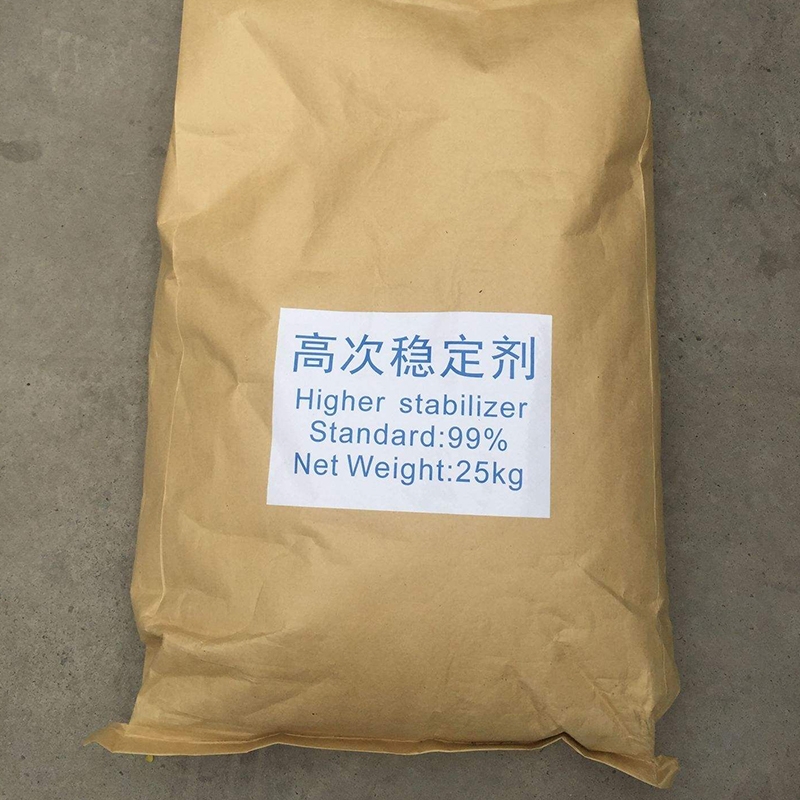 高次稳定剂
Higher stabilizer
Standard:99%
Net Weight:25kg